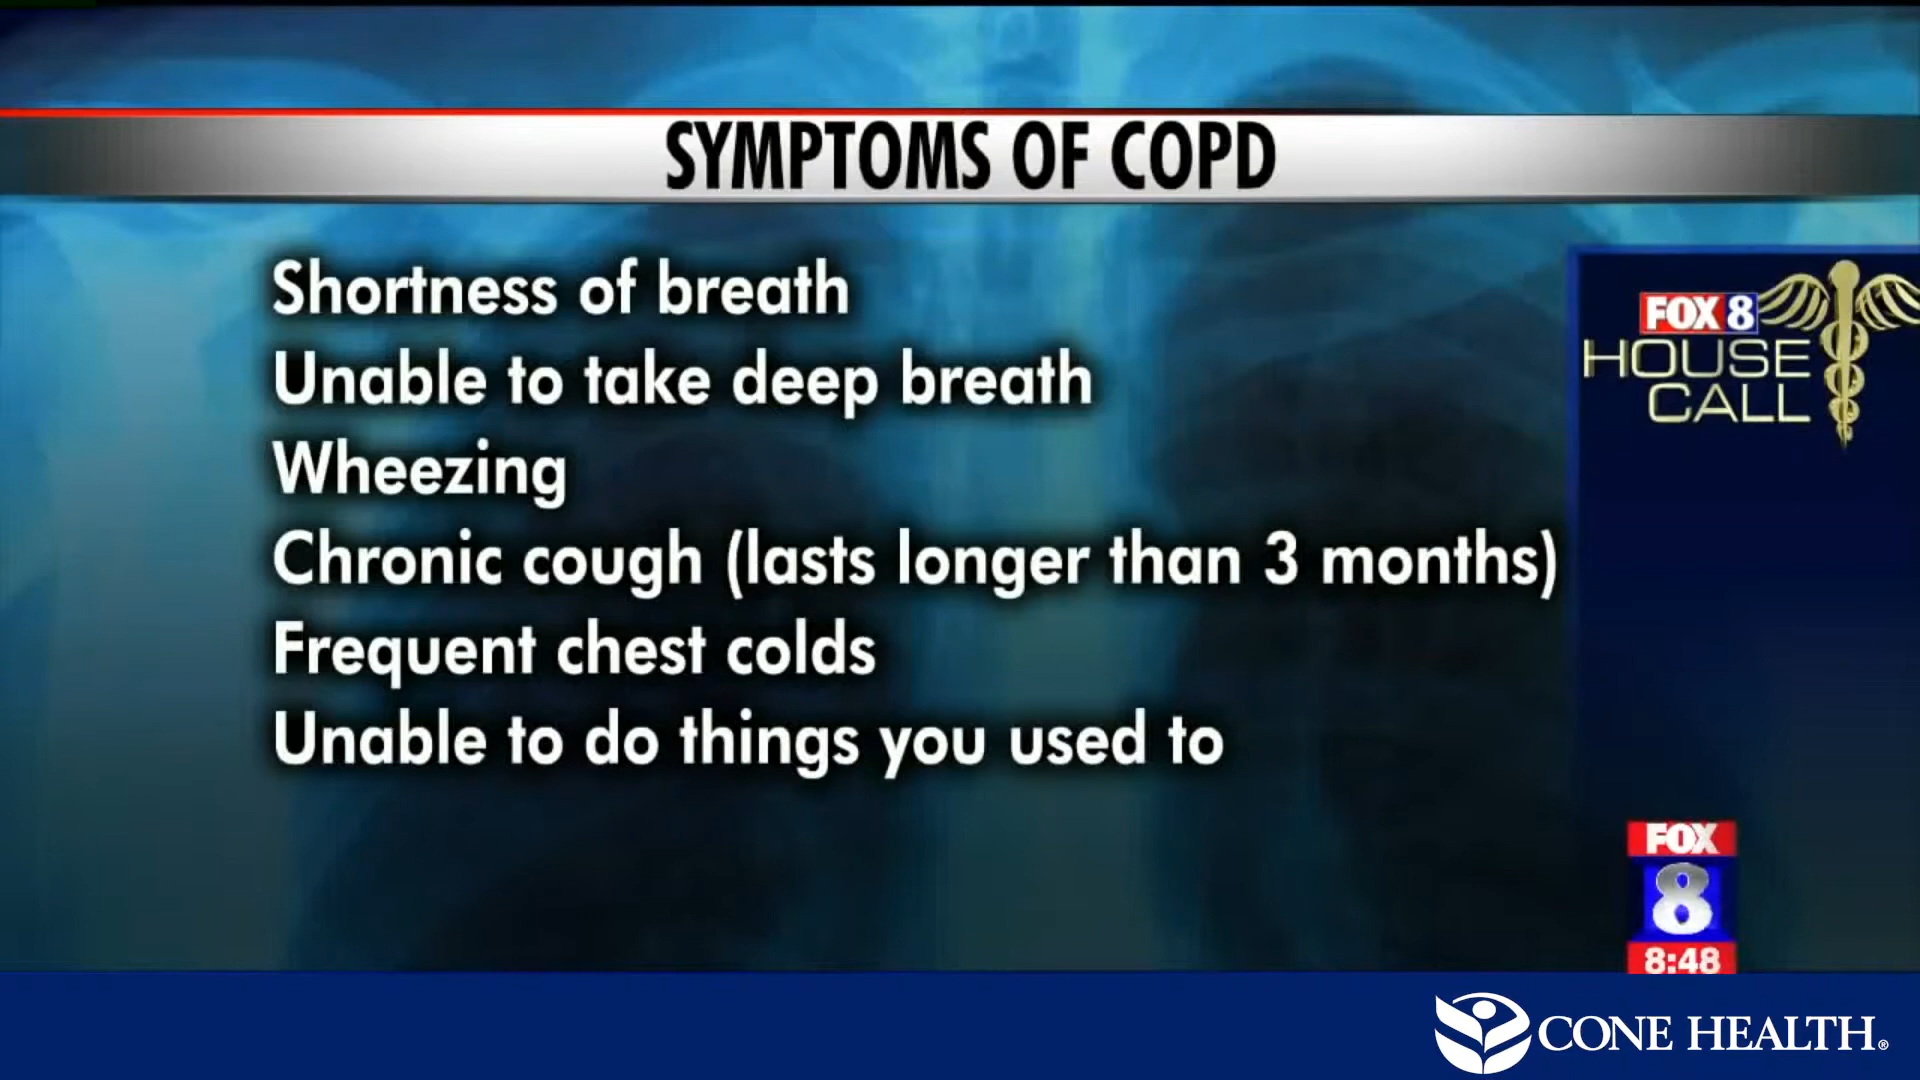 SYMPTOMS OF COPD
Shortness of breath
Unable to take deep breath
Wheezing
Chronic cough (lasts longer than 3 months)
Frequent chest colds
Unable to do things you used to
FOX 8
HOUSE
CALL
FOX
8
8:48
CONE HEALTH®